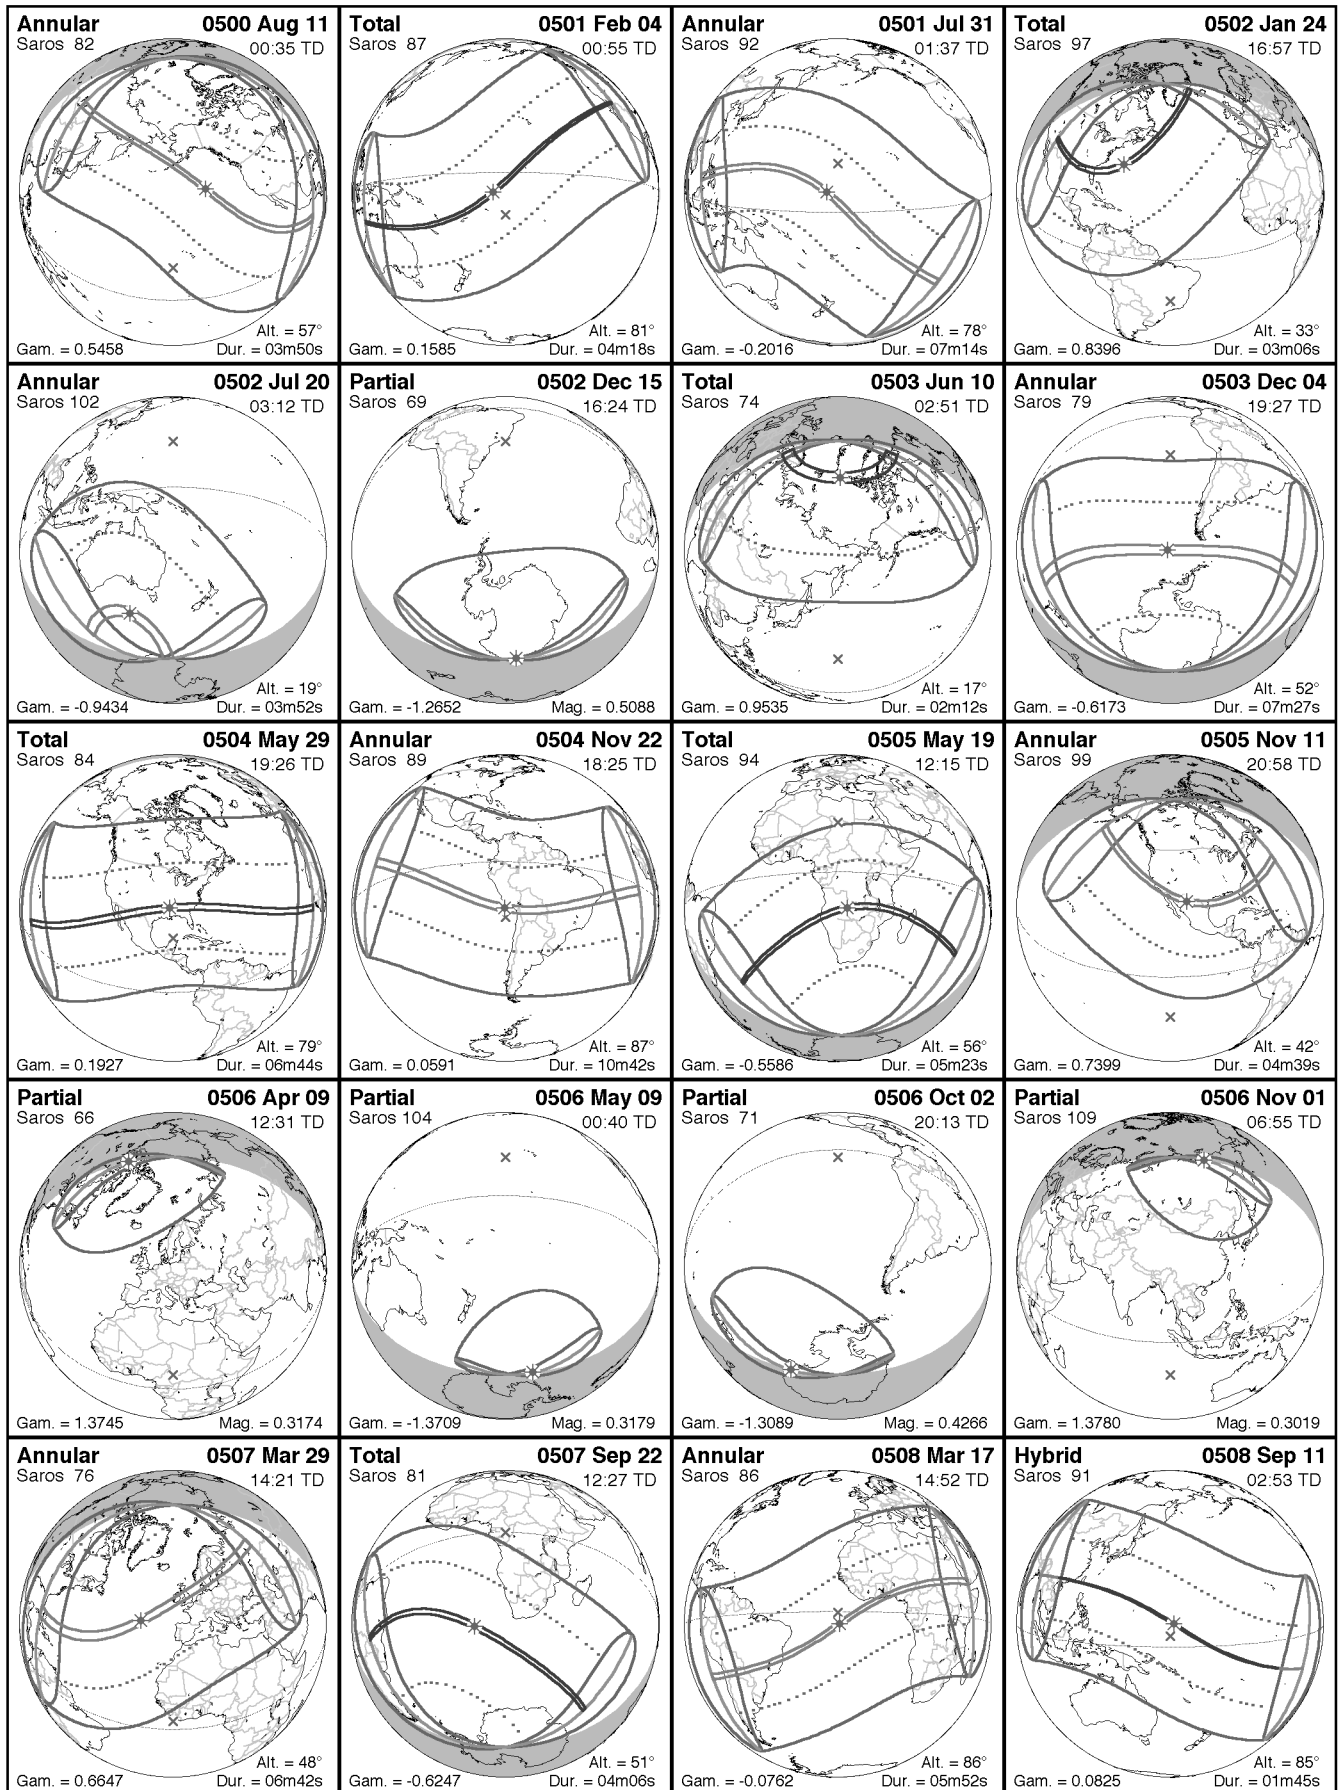 Annular 0500 Aug 11
Saros 82 00:35 TD
Alt. = 57°
Gam. = 0.5458 Dur. = 03m50s
Total 0501 Feb 04
Saros 87 00:55 TD
Alt. = 81°
Gam. = 0.1585 Dur. = 04m18s
Annular 0501 Jul 31
Saros 92 01:37 TD
Alt. = 78°
Gam. = -0.2016 Dur. = 07m14s
Total 0502 Jan 24
Saros 97 16:57 TD
Alt. = 33°
Gam. = 0.8396 Dur. = 03m06s
Annular 0502 Jul 20
Saros 102 03:12 TD
Alt. = 19°
Gam. = -0.9434 Dur. = 03m52s
Partial 0502 Dec 15
Saros 69 16:24 TD
Gam. = -1.2652 Mag. = 0.5088
Total 0503 Jun 10
Saros 74 02:51 TD
Alt. = 17°
Gam. = 0.9535 Dur. = 02m12s
Annular 0503 Dec 04
Saros 79 19:27 TD
Alt. = 52°
Gam. = -0.6173 Dur. = 07m27s
Total 0504 May 29
Saros 84 19:26 TD
Alt. = 79°
Gam. = 0.1927 Dur. = 06m44s
Annular 0504 Nov 22
Saros 89 18:25 TD
Alt. = 87°
Gam. = 0.0591 Dur. = 10m42s
Total 0505 May 19
Saros 94 12:15 TD
Alt. = 56°
Gam. = -0.5586 Dur. = 05m23s
Annular 0505 Nov 11
Saros 99 20:58 TD
Alt. = 42°
Gam. = 0.7399 Dur. = 04m39s
Partial 0506 Apr 09
Saros 66 12:31 TD
Gam. = 1.3745 Mag. = 0.3174
Partial 0506 May 09
Saros 104 00:40 TD
Gam. = -1.3709 Mag. = 0.3179
Partial 0506 Oct 02
Saros 71 20:13 TD
Gam. = -1.3089 Mag. = 0.4266
Partial 0506 Nov 01
Saros 109 06:55 TD
Gam. = 1.3780 Mag. = 0.3019
Annular 0507 Mar 29
Saros 76 14:21 TD
Alt. = 48°
Gam. = 0.6647 Dur. = 06m42s
Total 0507 Sep 22
Saros 81 12:27 TD
Alt. = 51°
Gam. = -0.6247 Dur. = 04m06s
Annular 0508 Mar 17
Saros 86 14:52 TD
Alt. = 86°
Gam. = -0.0762 Dur. = 05m52s
Hybrid 0508 Sep 11
Saros 91 02:53 TD
Alt. = 85°
Gam. = 0.0825 Dur. = 01m45s